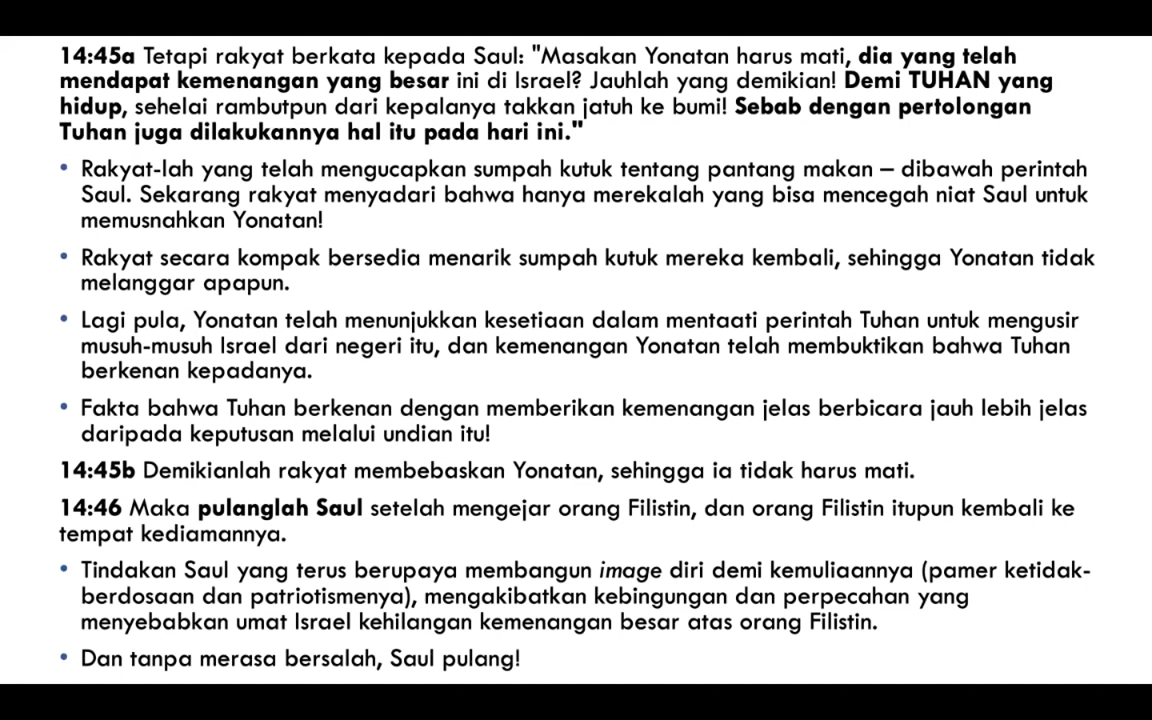 14:45a Tetapi rakyat berkata kepada Saul: "Masakan Yonatan harus mati, dia yang telah
mendapat kemenangan yang besar ini di Israel? Jauhlah yang demikian! Demi TUHAN yang
hidup, sehelai rambutpun dari kepalanya takkan jatuh ke bumi! Sebab dengan pertolongan
Tuhan juga dilakukannya hal itu pada hari ini."
• Rakyat-lah yang telah mengucapkan sumpah kutuk tentang pantang makan – dibawah perintah
Saul. Sekarang rakyat menyadari bahwa hanya merekalah yang bisa mencegah niat Saul untuk
memusnahkan Yonatan!
• Rakyat secara kompak bersedia menarik sumpah kutuk mereka kembali, sehingga Yonatan tidak
melanggar apapun.
• Lagi pula, Yonatan telah menunjukkan kesetiaan dalam mentaati perintah Tuhan untuk mengusir
musuh-musuh Israel dari negeri itu, dan kemenangan Yonatan telah membuktikan bahwa Tuhan
berkenan kepadanya.
• Fakta bahwa Tuhan berkenan dengan memberikan kemenangan jelas berbicara jauh lebih jelas
daripada keputusan melalui undian itu!
14:45b Demikianlah rakyat membebaskan Yonatan, sehingga ia tidak harus mati.
14:46 Maka pulanglah Saul setelah mengejar orang Filistin, dan orang Filistin itupun kembali ke
tempat kediamannya.
• Tindakan Saul yang terus berupaya membangun image diri demi kemuliaannya (pamer ketidak-
berdosaan dan patriotismenya), mengakibatkan kebingungan dan perpecahan yang
menyebabkan umat Israel kehilangan kemenangan besar atas orang Filistin.
• Dan tanpa merasa bersalah, Saul pulang!